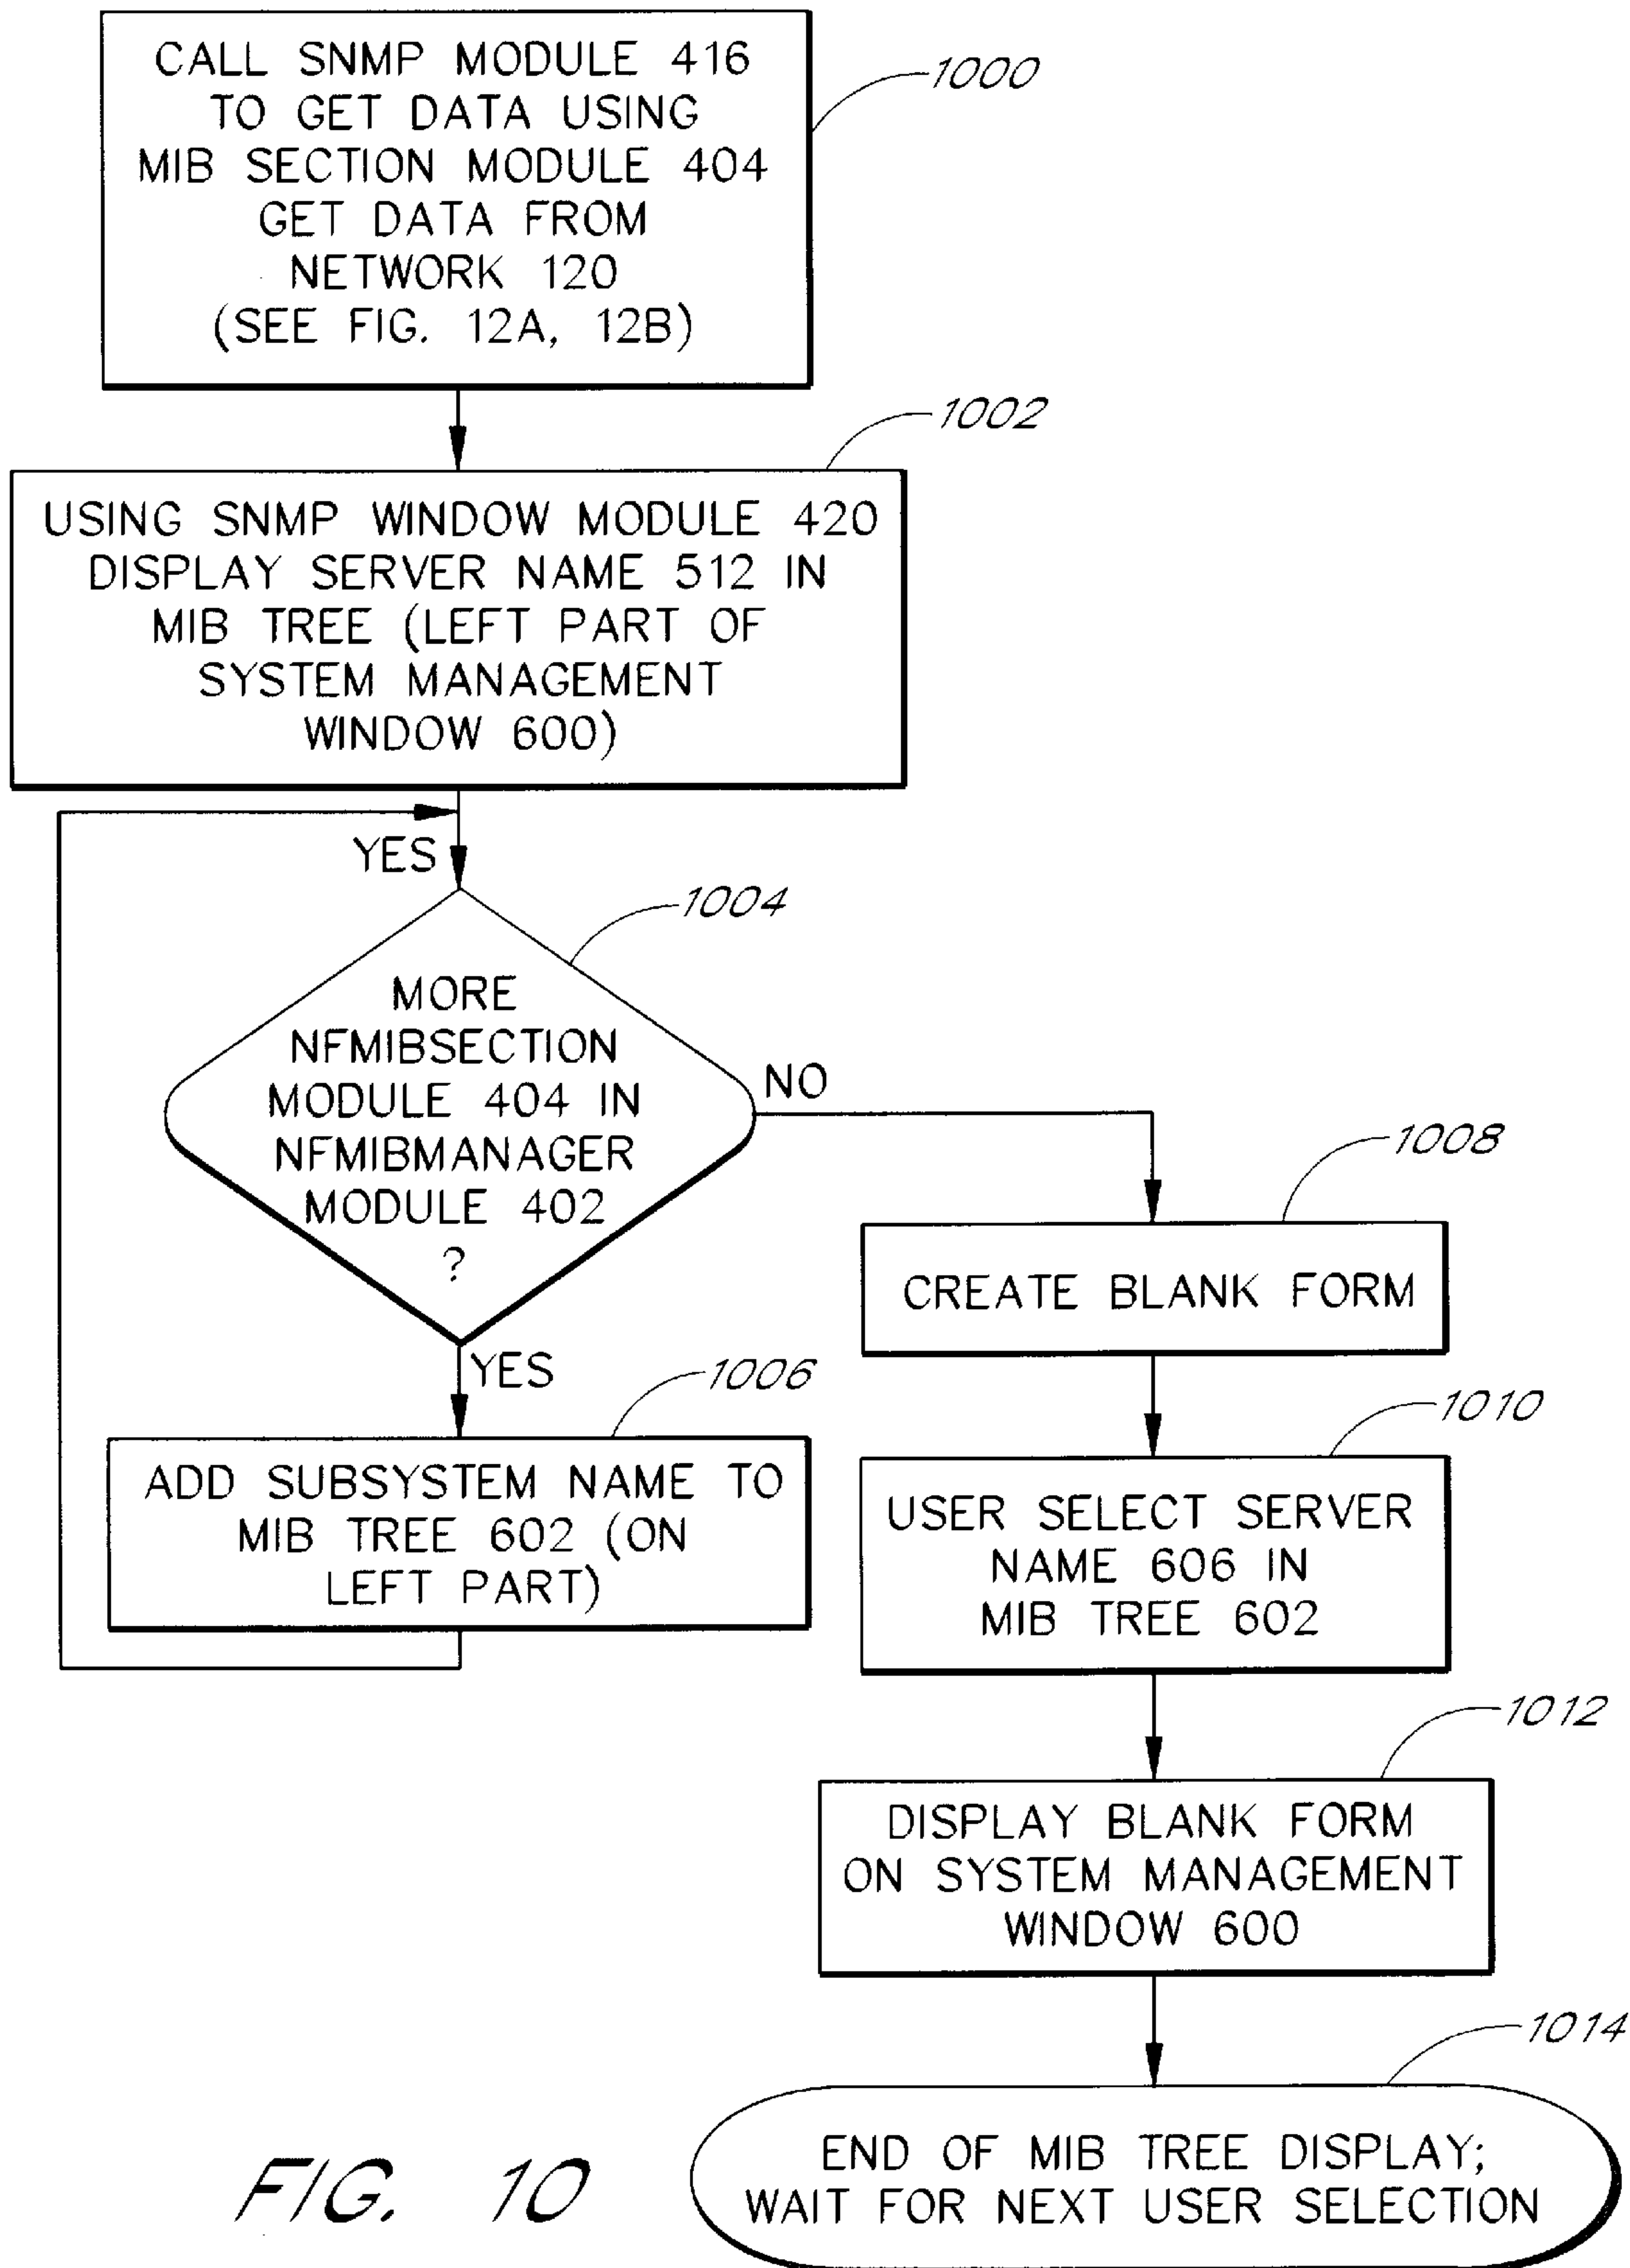 CALL SNMP MODULE 416
TO GET DATA USING
MIB SECTION MODULE 404
GET DATA FROM
NETWORK 120
(SEE FIG. 12A, 12B)
1000
1002
USING SNMP WINDOW MODULE 420
DISPLAY SERVER NAME 512 IN
MIB TREE (LEFT PART OF
SYSTEM MANAGEMENT
WINDOW 600)
YES
1004
MORE
NFMIBSECTION
MODULE 404 IN
NFMIBMANAGER
MODULE 402
?
NO
YES
1006
ADD SUBSYSTEM NAME TO
MIB TREE 602 (ON
LEFT PART)
1008
CREATE BLANK FORM
1010
USER SELECT SERVER
NAME 606 IN
MIB TREE 602
1012
DISPLAY BLANK FORM
ON SYSTEM MANAGEMENT
WINDOW 600
1014
END OF MIB TREE DISPLAY;
WAIT FOR NEXT USER SELECTION
FIG. 10